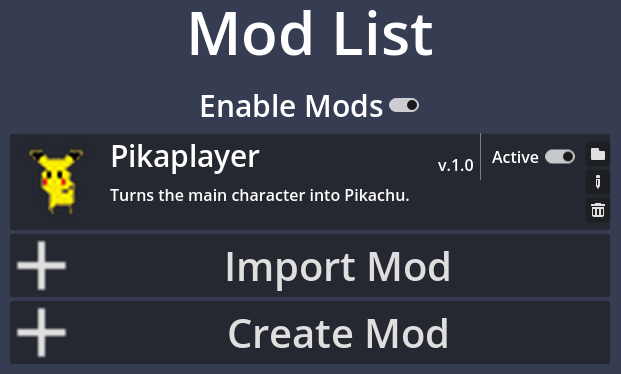 Mod List
Enable Mods
Pikaplayer
v.1.0
Active
Turns the main character into Pikachu.
Import Mod
Create Mod